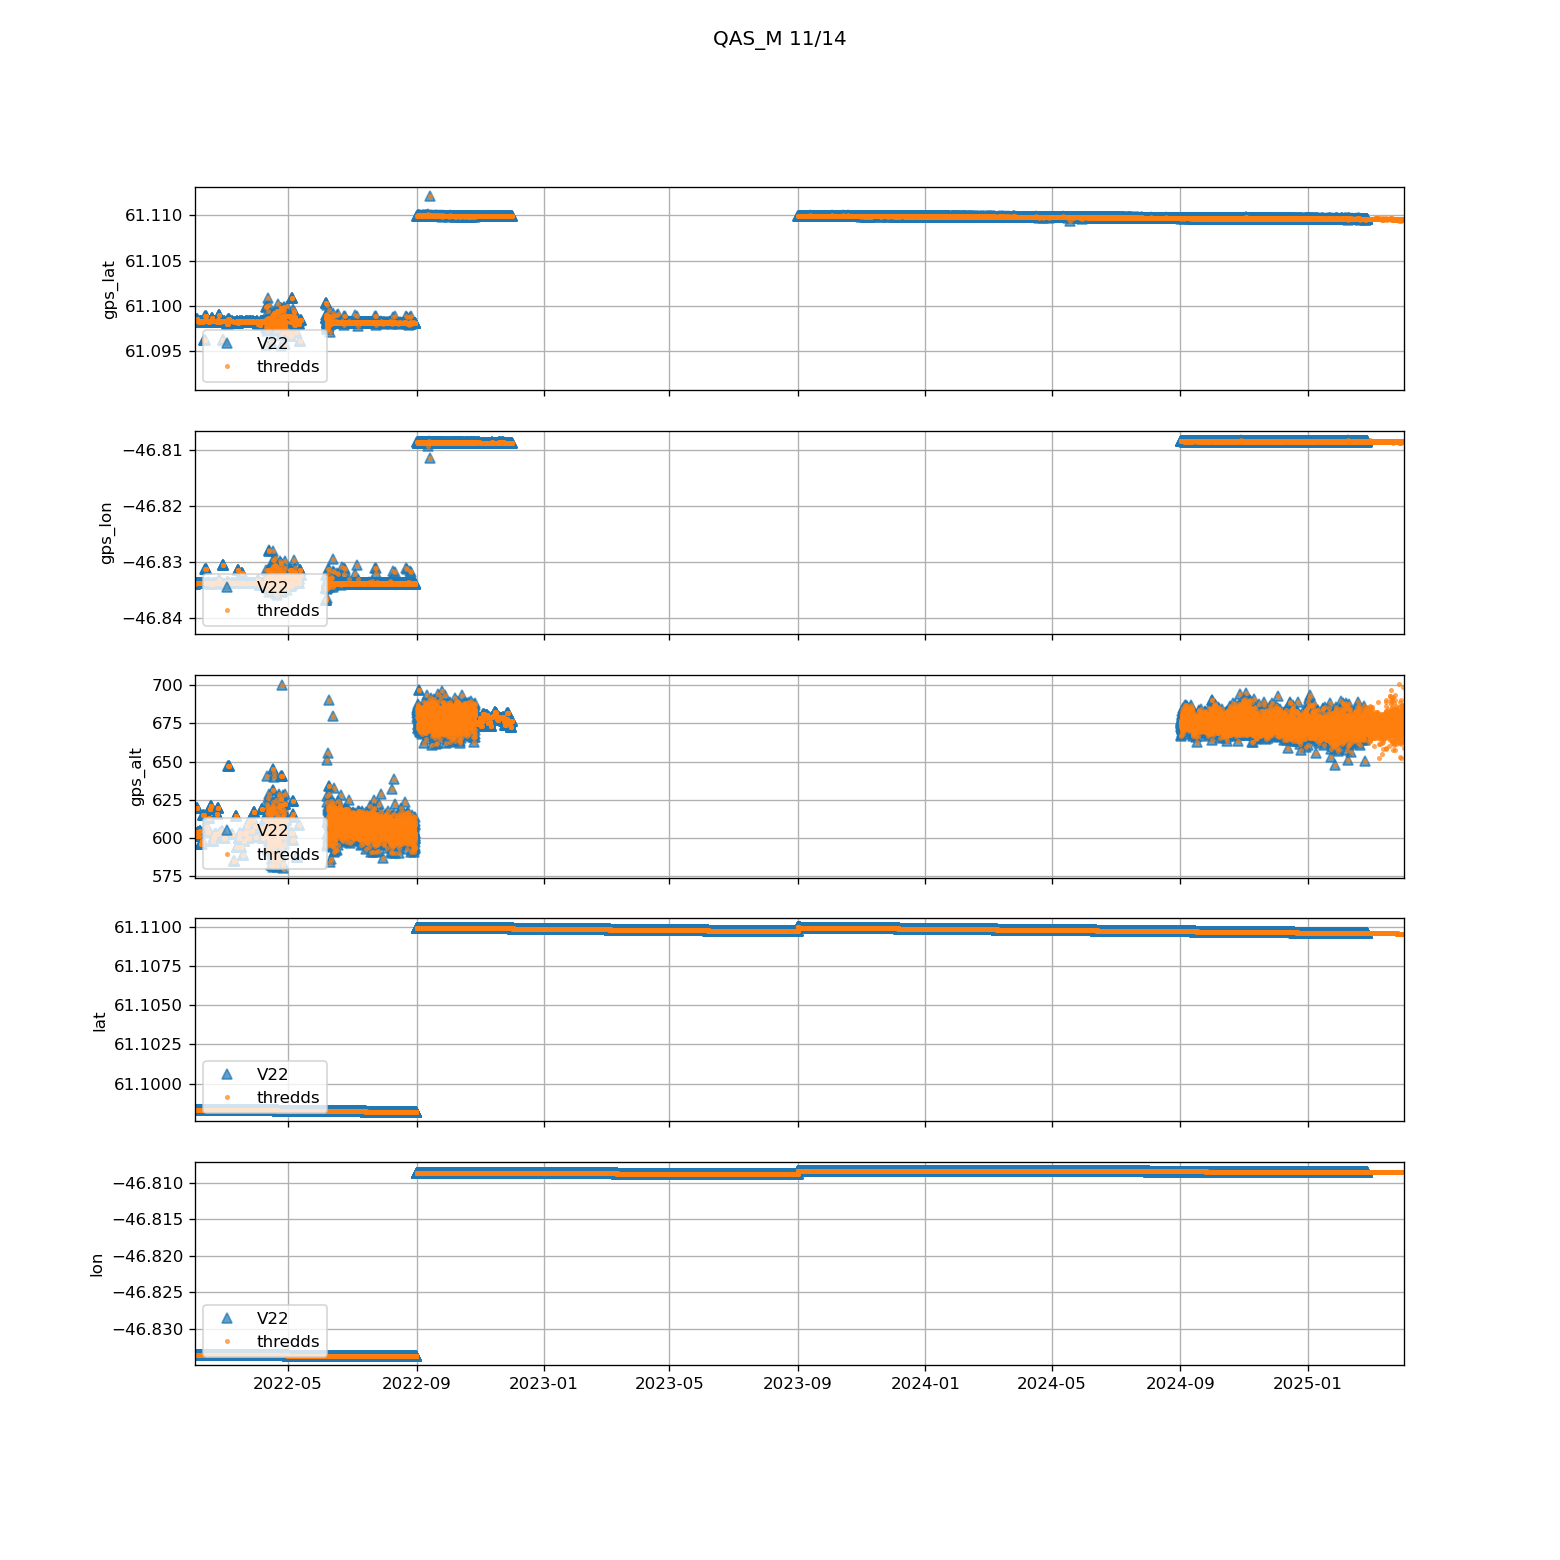 QAS_M 11/14
gps_lat
61.110
61.105
61.100
61.095
V22
thredds
gps_lon
−46.81
−46.82
−46.83
−46.84
V22
thredds
gps_alt
700
675
650
625
600
575
V22
thredds
lat
61.1100
61.1075
61.1050
61.1025
61.1000
V22
thredds
lon
−46.810
−46.815
−46.820
−46.825
−46.830
V22
thredds
2022-05 2022-09 2023-01 2023-05 2023-09 2024-01 2024-05 2024-09 2025-01